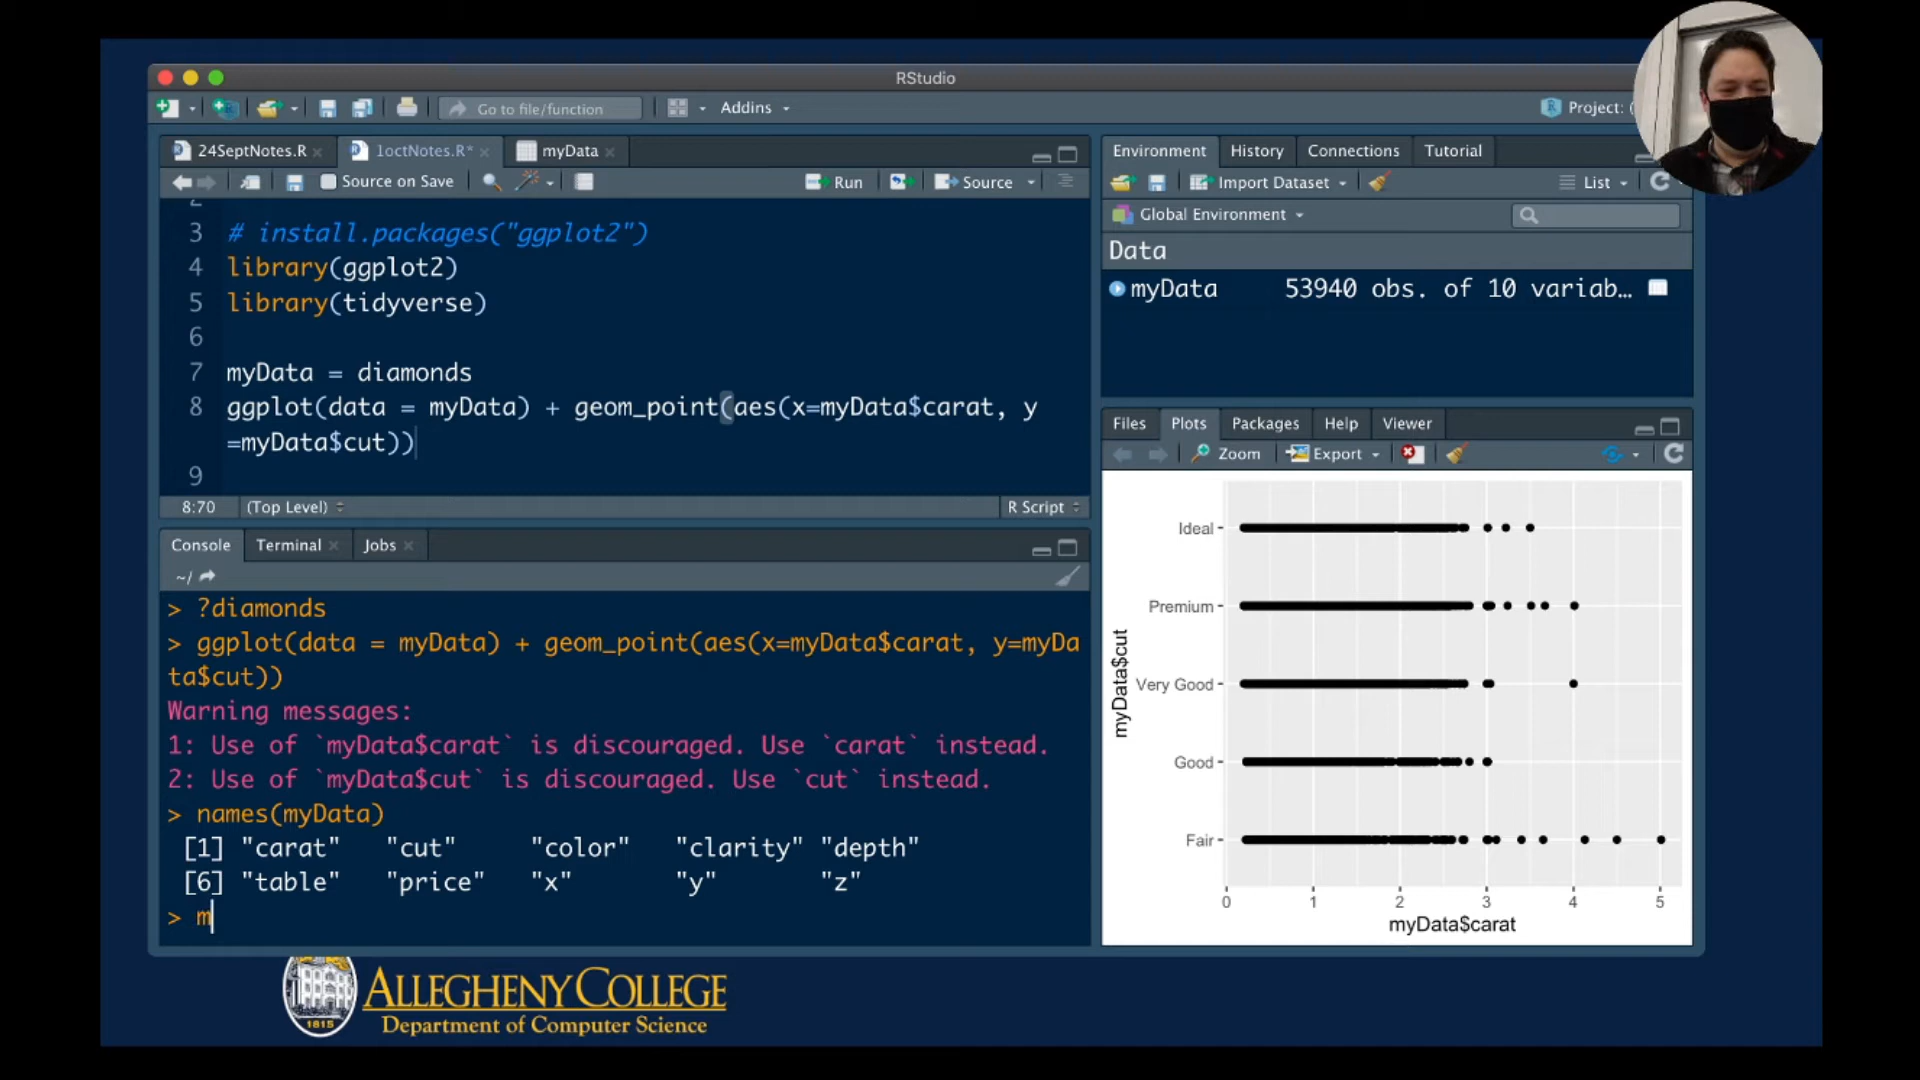 RStudio
Go to file/function
Addins
Project: (
24SeptNotes.R
1octNotes.R*
myData
Source on Save
Run
Source
3 # install.packages("ggplot2")
4 library(ggplot2)
5 library(tidyverse)
6
7 myData = diamonds
8 ggplot(data = myData) + geom_point(aes(x=myData$carat, y
=myData$cut))
9
8:70 (Top Level) R Script
Console Terminal Jobs
~/
> ?diamonds
> ggplot(data = myData) + geom_point(aes(x=myData$carat, y=myDa
ta$cut))
Warning messages:
1: Use of `myData$carat` is discouraged. Use `carat` instead.
2: Use of `myData$cut` is discouraged. Use `cut` instead.
> names(myData)
[1] "carat" "cut" "color" "clarity" "depth"
[6] "table" "price" "x" "y" "z"
> m
Environment History Connections Tutorial
Import Dataset List
Global Environment
Data
myData 53940 obs. of 10 variab…
Files Plots Packages Help Viewer
Zoom Export
Ideal
Premium
Very Good
Good
Fair
myData$cut
0 1 2 3 4 5
myData$carat
1815
ALLEGHENY COLLEGE
Department of Computer Science